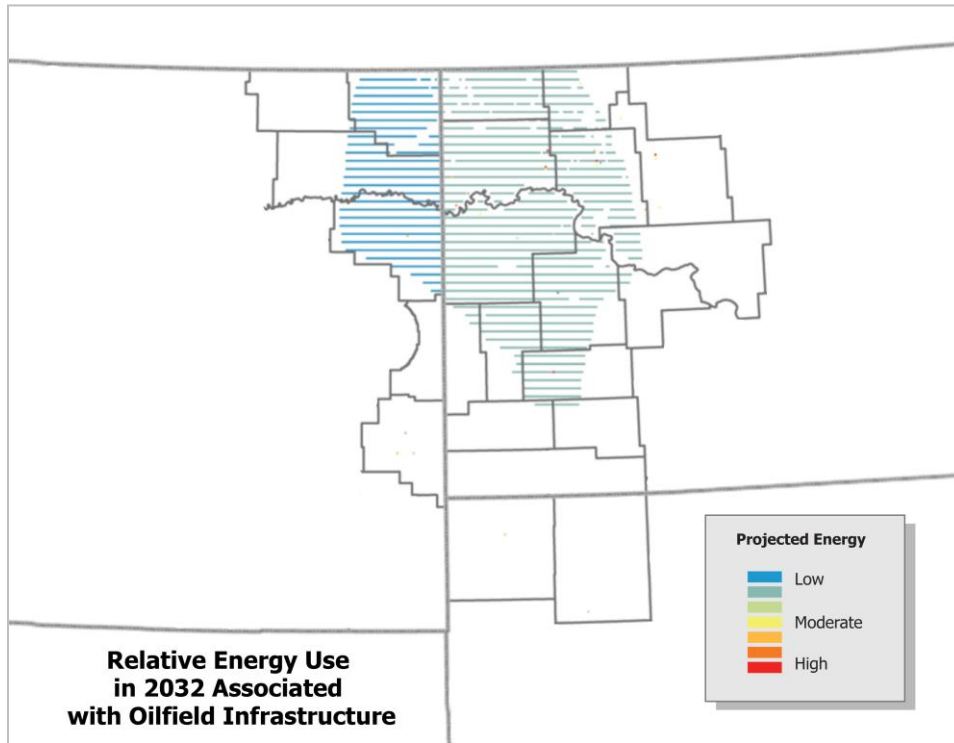 Projected Energy
Low
Moderate
High
Relative Energy Use
in 2032 Associated
with Oilfield Infrastructure